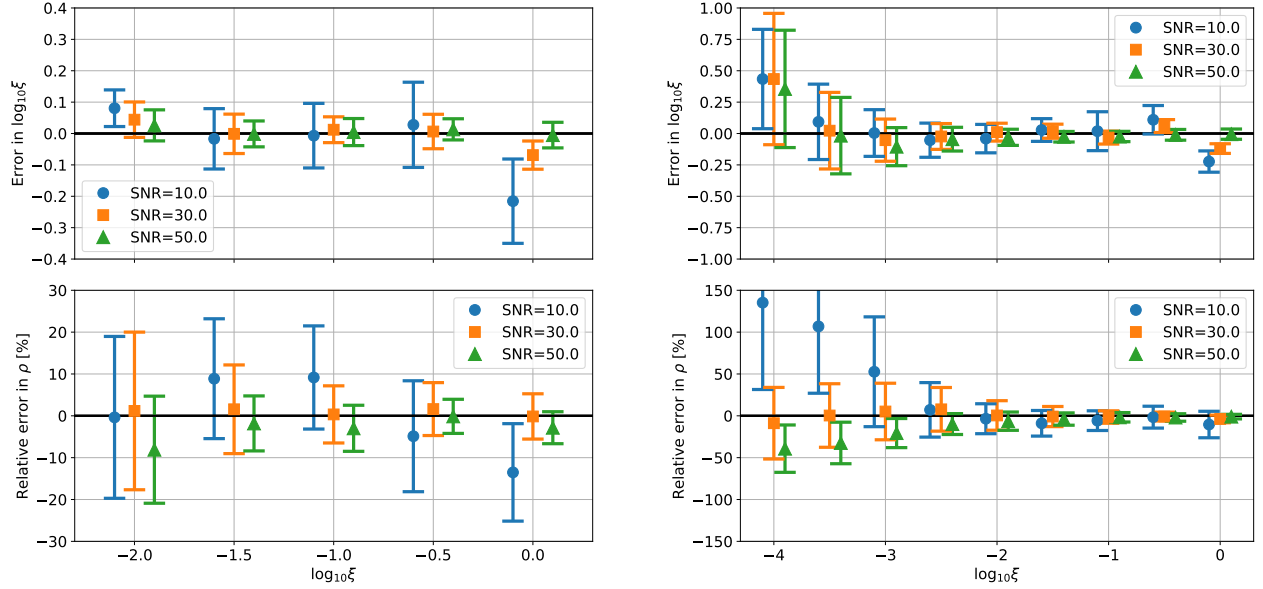 0.4
0.3
0.2
0.1
0.0
−0.1
−0.2
−0.3
−0.4
Error in log₁₀ξ
SNR=10.0
SNR=30.0
SNR=50.0
1.00
0.75
0.50
0.25
0.00
−0.25
−0.50
−0.75
−1.00
Error in log₁₀ξ
SNR=10.0
SNR=30.0
SNR=50.0
30
20
10
0
−10
−20
−30
Relative error in ρ [%]
SNR=10.0
SNR=30.0
SNR=50.0
−2.0 −1.5 −1.0 −0.5 0.0
log₁₀ξ
150
100
50
0
−50
−100
−150
Relative error in ρ [%]
SNR=10.0
SNR=30.0
SNR=50.0
−4 −3 −2 −1 0
log₁₀ξ